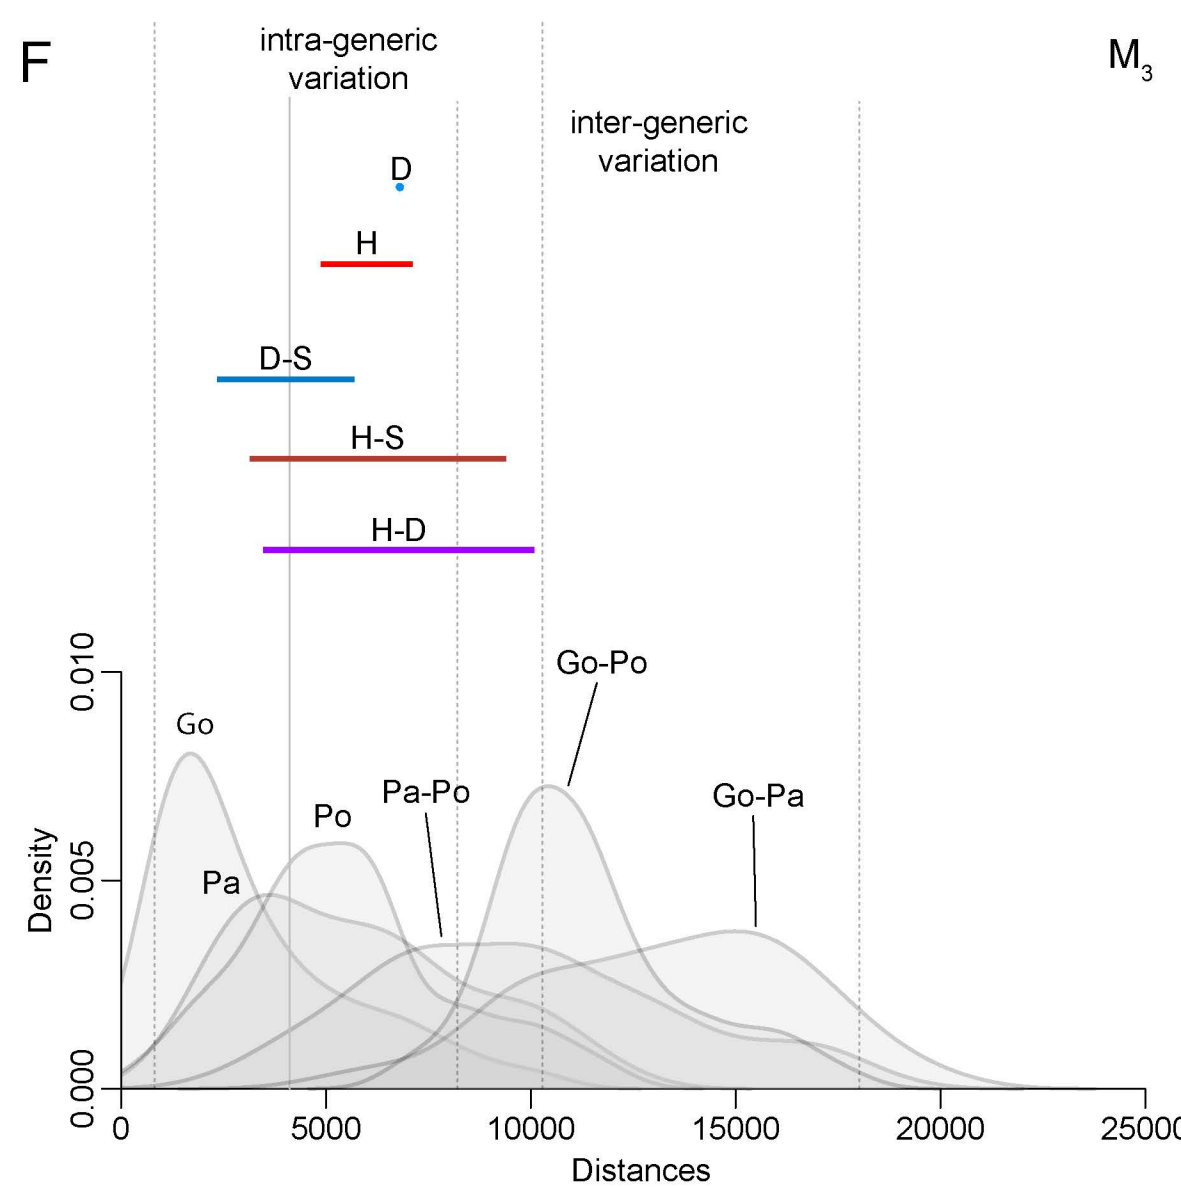 F
intra-generic
variation
M3
inter-generic
variation
D
H
D-S
H-S
H-D
Go-Po
Go
Pa-Po
Go-Pa
Po
Pa
0.010
0.005
0.000
Density
0
5000
10000
15000
20000
25000
Distances